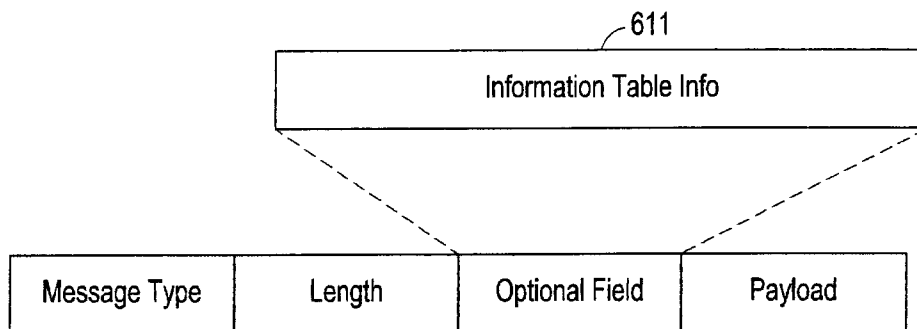 611
Information Table Info
Message Type Length Optional Field Payload